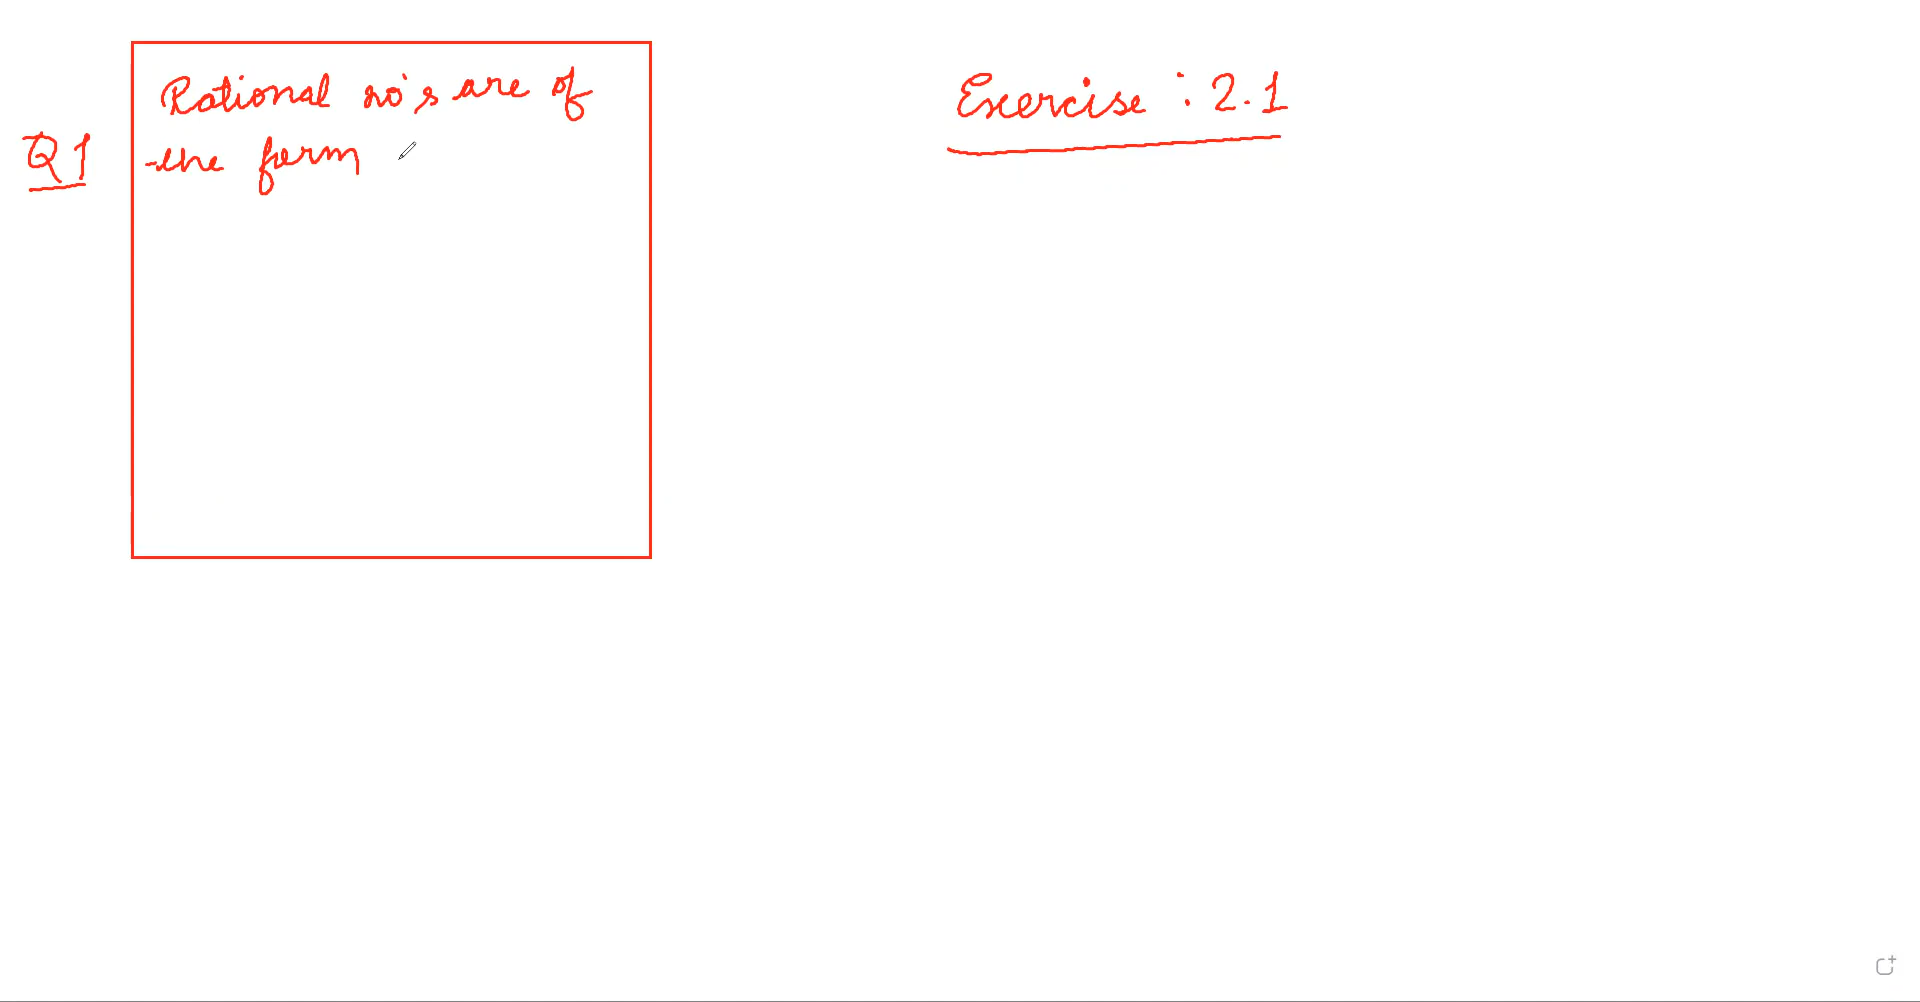 Exercise : 2.1
Q1
Rational no's are of
the form